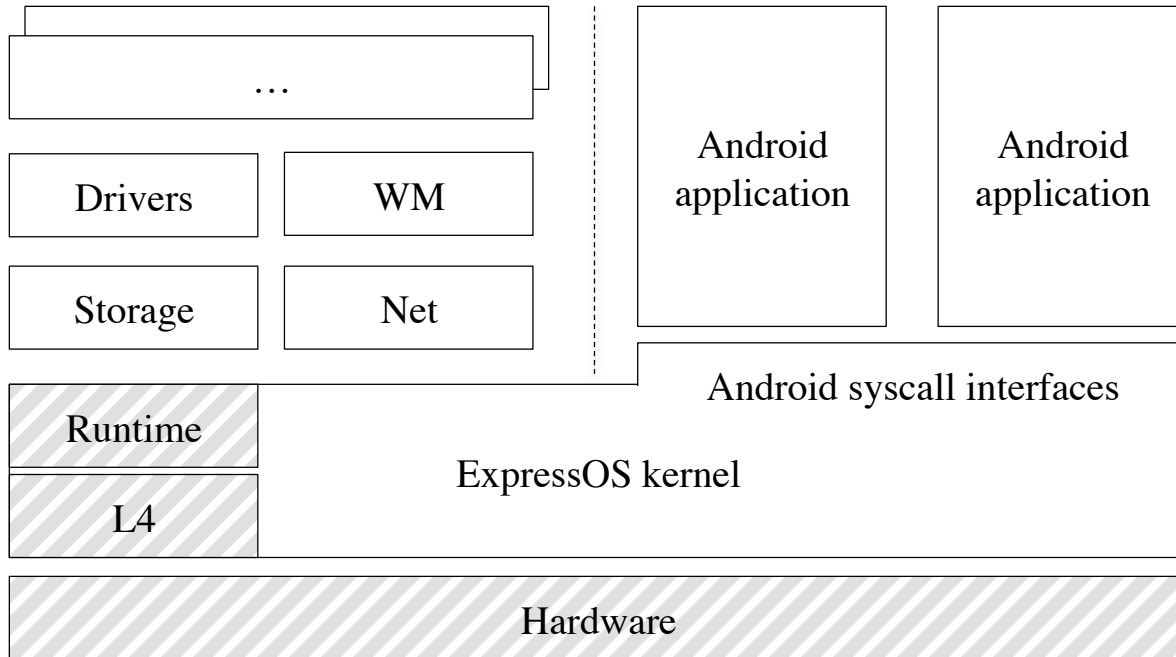 …
Drivers
WM
Storage
Net
Android
application
Android
application
Android syscall interfaces
Runtime
ExpressOS kernel
L4
Hardware